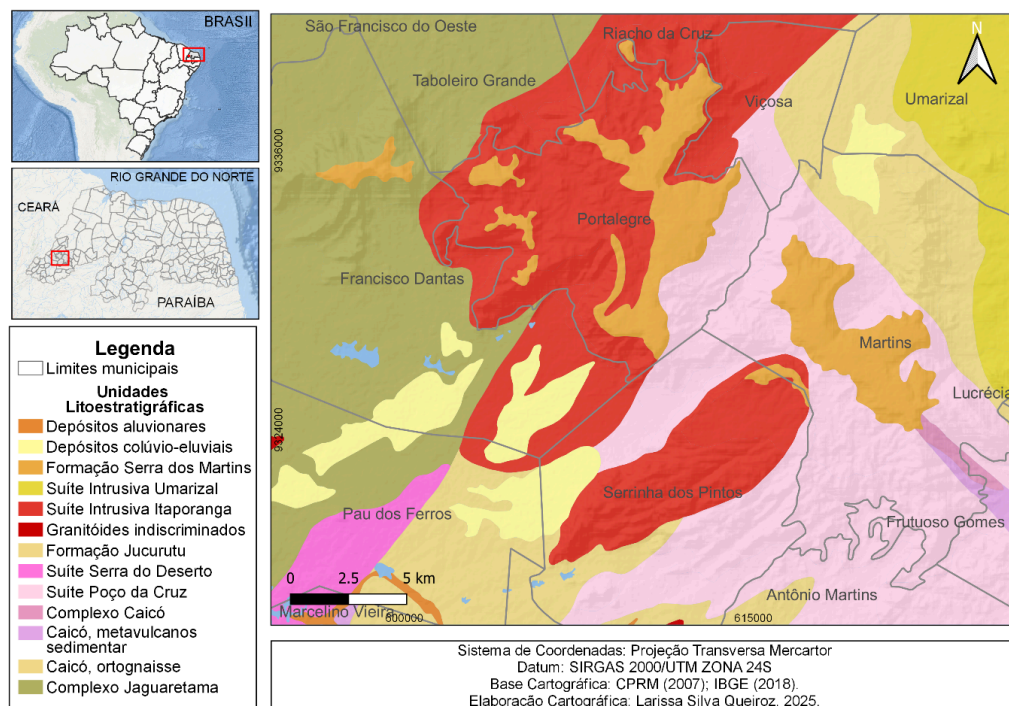 BRASIL
RIO GRANDE DO NORTE
CEARÁ
PARAÍBA
Legenda
Limites municipais
Unidades
Litoestratigráficas
Depósitos aluvionares
Depósitos colúvio-eluviais
Formação Serra dos Martins
Suíte Intrusiva Umarizal
Suíte Intrusiva Itaporanga
Granitóides indiscriminados
Formação Jucurutu
Suíte Serra do Deserto
Suíte Poço da Cruz
Complexo Caicó
Caicó, metavulcanos
sedimentar
Caicó, ortognaisse
Complexo Jaguaretama
São Francisco do Oeste
Riacho da Cruz
N
Taboleiro Grande
Viçosa
Umarizal
9336000
Portalegre
Francisco Dantas
Martins
Lucrécia
9324000
Serrinha dos Pintos
Pau dos Ferros
Frutuoso Gomes
0 2.5 5 km
Antônio Martins
Marcelino Vieira
600000
615000
Sistema de Coordenadas: Projeção Transversa Mercartor
Datum: SIRGAS 2000/UTM ZONA 24S
Base Cartográfica: CPRM (2007); IBGE (2018).
Elaboração Cartográfica: Larissa Silva Queiroz, 2025.